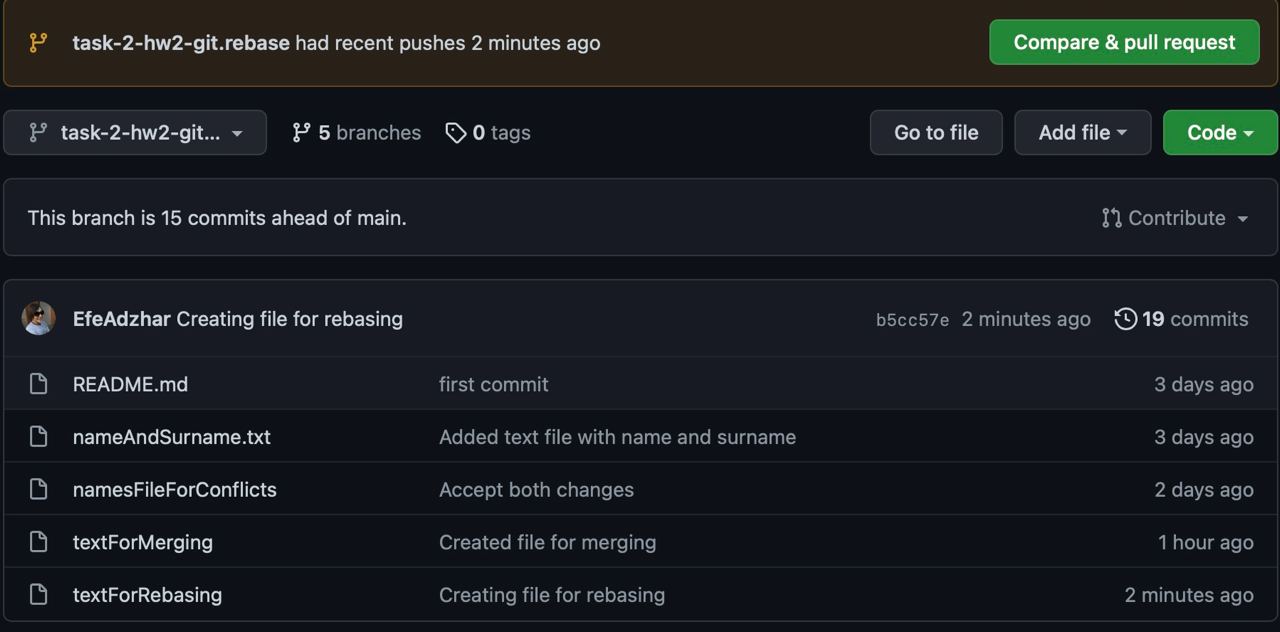 task-2-hw2-git.rebase had recent pushes 2 minutes ago
Compare & pull request
task-2-hw2-git...
5 branches
0 tags
Go to file
Add file
Code
This branch is 15 commits ahead of main.
Contribute
EfeAdzhar Creating file for rebasing
b5cc57e 2 minutes ago
19 commits
README.md first commit 3 days ago
nameAndSurname.txt Added text file with name and surname 3 days ago
namesFileForConflicts Accept both changes 2 days ago
textForMerging Created file for merging 1 hour ago
textForRebasing Creating file for rebasing 2 minutes ago